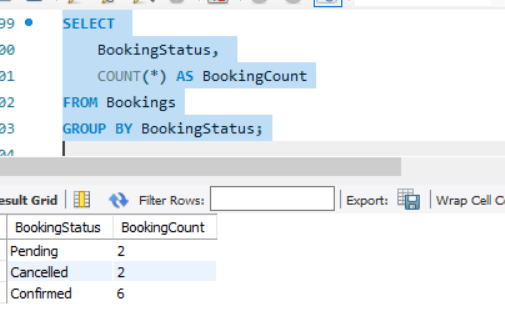 99 SELECT
00 BookingStatus,
01 COUNT(*) AS BookingCount
02 FROM Bookings
03 GROUP BY BookingStatus;
04
esult Grid Filter Rows: Export: Wrap Cell Co
BookingStatus BookingCount
Pending 2
Cancelled 2
Confirmed 6